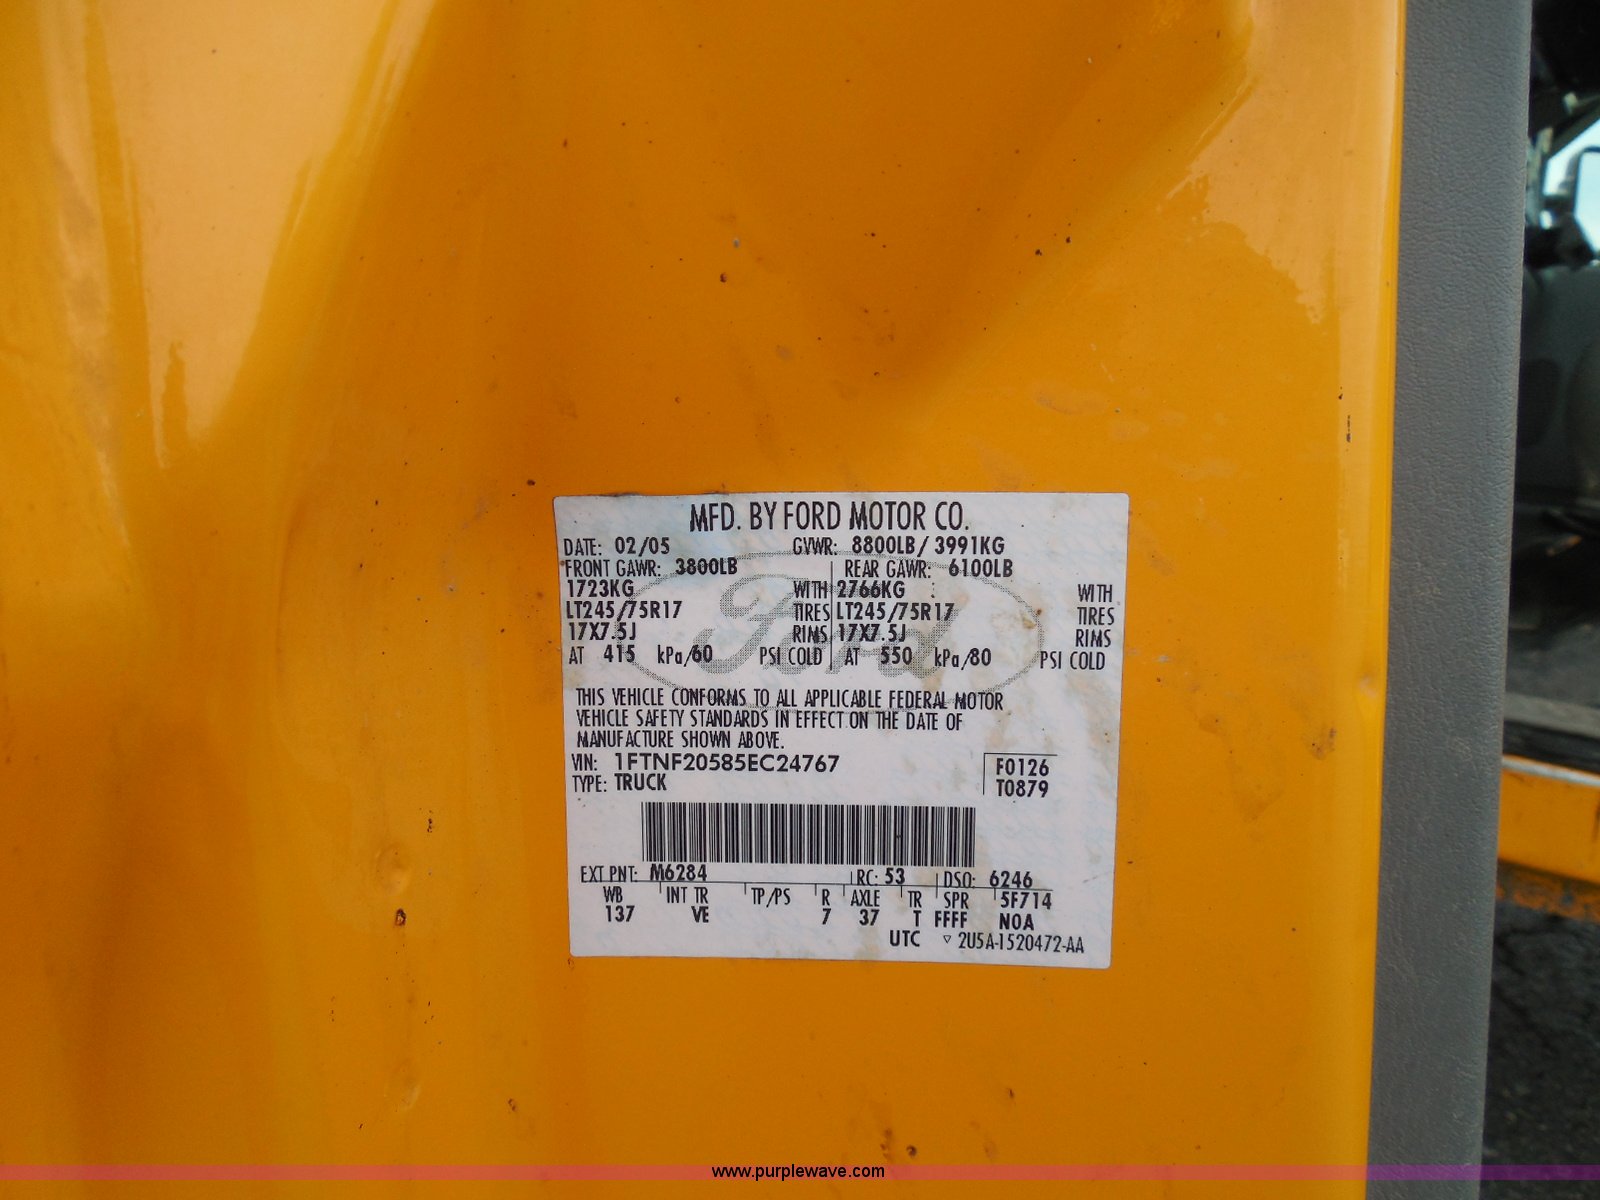 MFD. BY FORD MOTOR CO.
DATE: 02/05 GVWR: 8800LB/ 3991KG
FRONT GAWR: 3800LB REAR GAWR: 6100LB
1723KG WITH 2766KG WITH
LT245/75R17 TIRES LT245/75R17 TIRES
17X7.5J RIMS 17X7.5J RIMS
AT 415 kPa/60 PSI COLD AT 550 kPa/80 PSI COLD
Ford
THIS VEHICLE CONFORMS TO ALL APPLICABLE FEDERAL MOTOR
VEHICLE SAFETY STANDARDS IN EFFECT ON THE DATE OF
MANUFACTURE SHOWN ABOVE.
VIN: 1FTNF20585EC24767 F0126
TYPE: TRUCK T0879
EXT PNT: M6284 RC: 53 DSO: 6246
WB INT TR TP/PS R AXLE TR SPR 5F714
137 VE 7 37 T FFFF N0A
UTC ▽ 2U5A-1520472-AA
www.purplewave.com